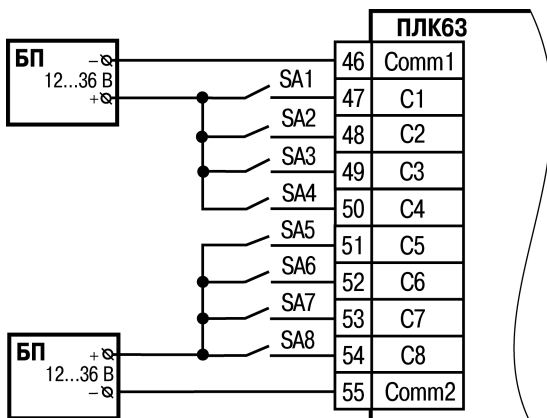 ПЛК63
БП
–
12...36 В
+
46 Comm1
SA1
47 C1
SA2
48 C2
SA3
49 C3
SA4
50 C4
SA5
51 C5
SA6
52 C6
SA7
53 C7
SA8
54 C8
БП
+
12...36 В
–
55 Comm2